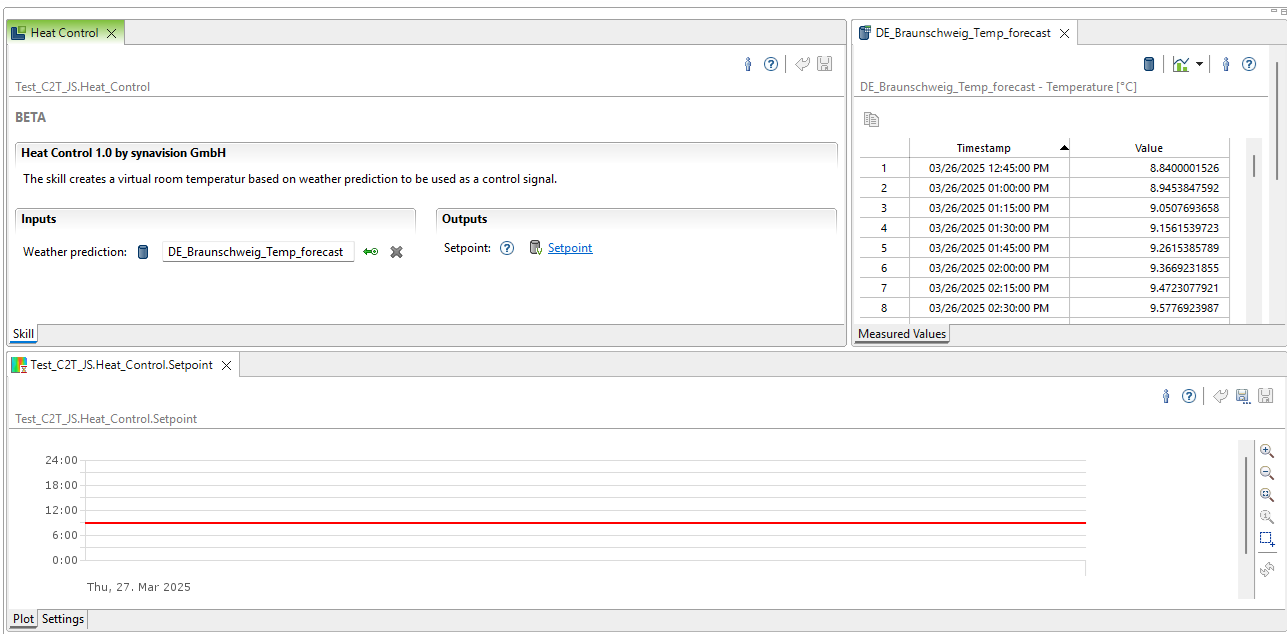 Heat Control
Test_C2T_JS.Heat_Control
BETA
Heat Control 1.0 by synavision GmbH
The skill creates a virtual room temperatur based on weather prediction to be used as a control signal.
Inputs
Weather prediction: DE_Braunschweig_Temp_forecast
Outputs
Setpoint: Setpoint
Skill
DE_Braunschweig_Temp_forecast
DE_Braunschweig_Temp_forecast - Temperature [°C]
Timestamp Value
1 03/26/2025 12:45:00 PM 8.8400001526
2 03/26/2025 01:00:00 PM 8.9453847592
3 03/26/2025 01:15:00 PM 9.0507693658
4 03/26/2025 01:30:00 PM 9.1561539723
5 03/26/2025 01:45:00 PM 9.2615385789
6 03/26/2025 02:00:00 PM 9.3669231855
7 03/26/2025 02:15:00 PM 9.4723077921
8 03/26/2025 02:30:00 PM 9.5776923987
Measured Values
Test_C2T_JS.Heat_Control.Setpoint
Test_C2T_JS.Heat_Control.Setpoint
24:00
18:00
12:00
6:00
0:00
Thu, 27. Mar 2025
Plot Settings